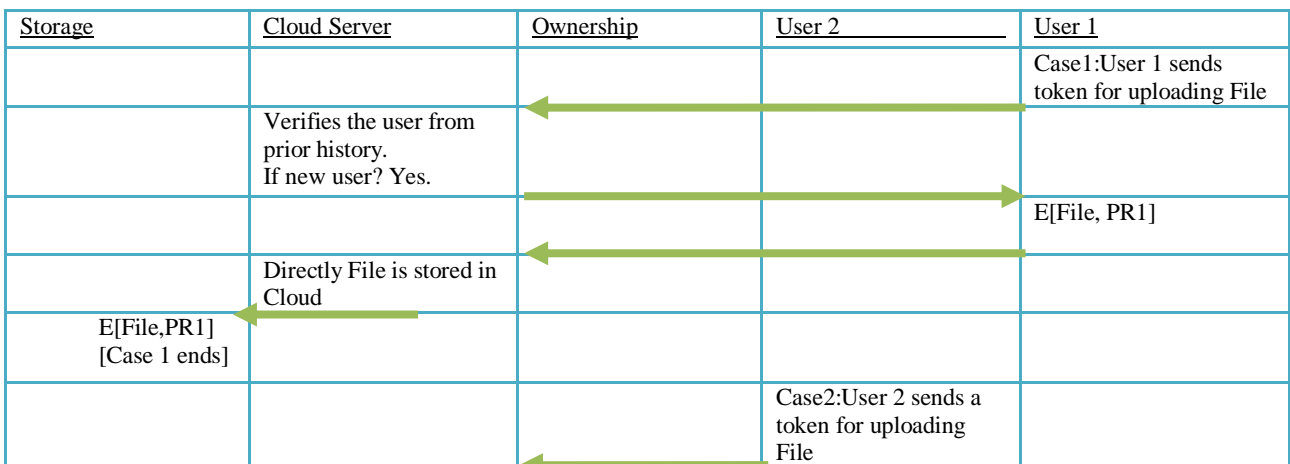 Storage
Cloud Server
Ownership
User 2
User 1
Case1:User 1 sends
token for uploading File
Verifies the user from
prior history.
If new user? Yes.
E[File, PR1]
Directly File is stored in
Cloud
E[File,PR1]
[Case 1 ends]
Case2:User 2 sends a
token for uploading
File